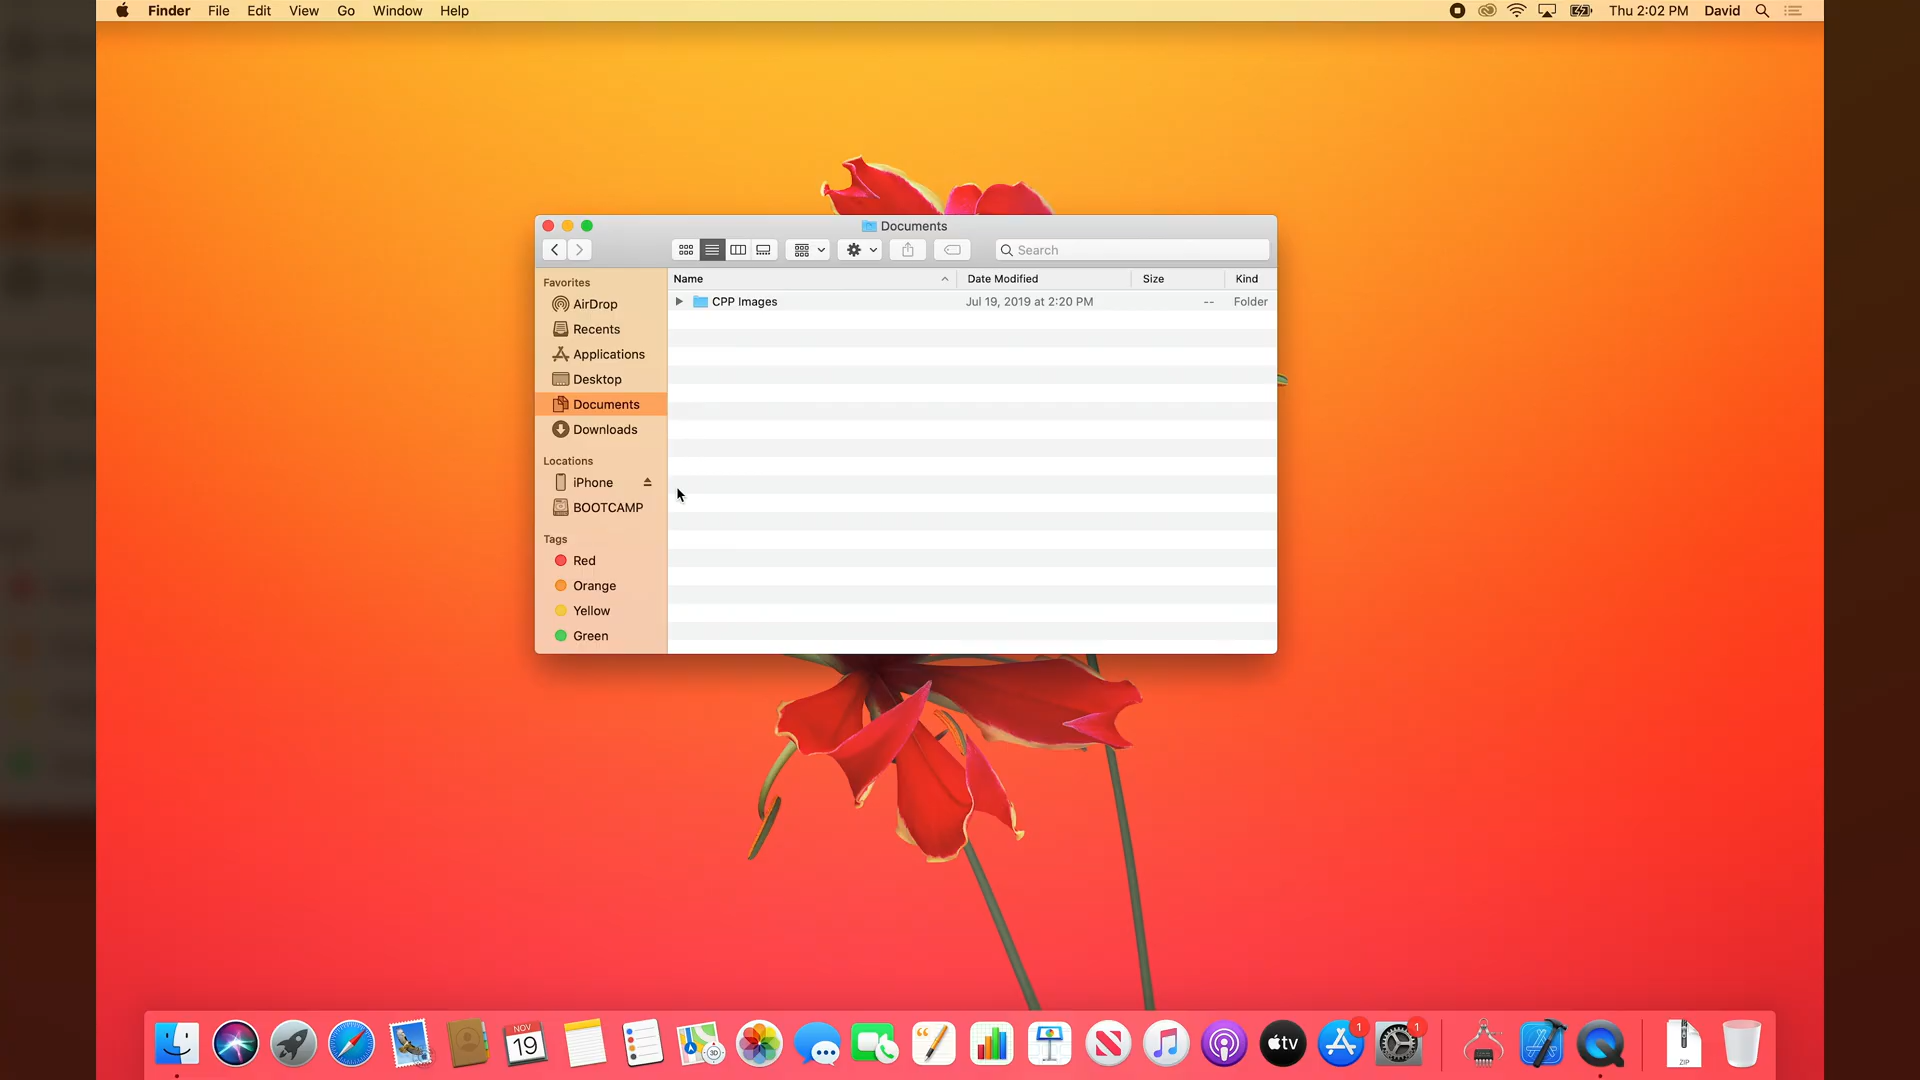 Finder File Edit View Go Window Help Thu 2:02 PM David
Documents
Search
Favorites
AirDrop
Recents
Applications
Desktop
Documents
Downloads
Locations
iPhone
BOOTCAMP
Tags
Red
Orange
Yellow
Green
Name Date Modified Size Kind
CPP Images Jul 19, 2019 at 2:20 PM -- Folder
NOV
19
3D
tv
1
1
ZIP